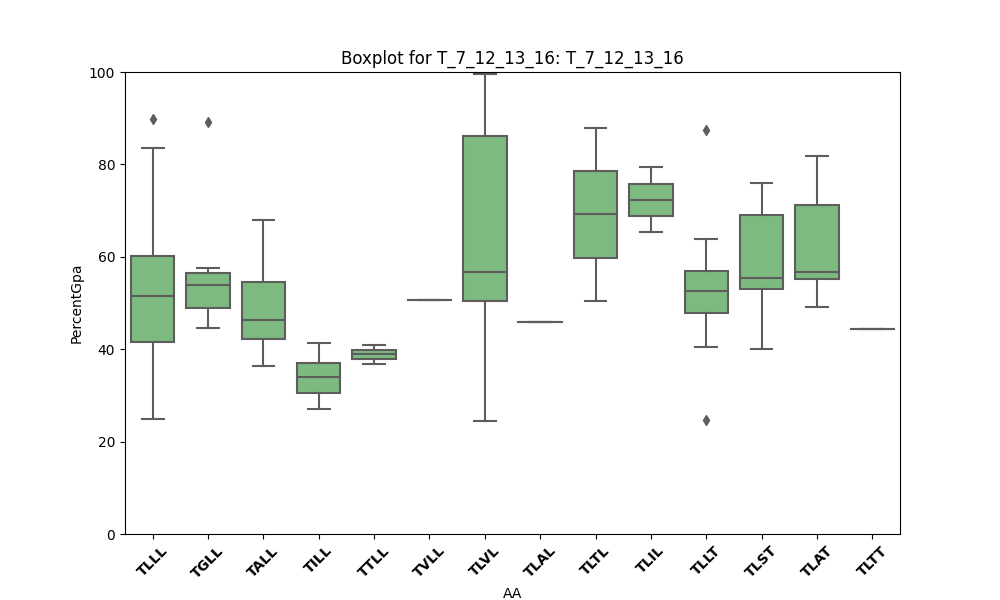 Boxplot for T_7_12_13_16: T_7_12_13_16
PercentGpa
100
80
60
40
20
0
TLLL TGLL TALL TILL TTLL TVLL TLVL TLAL TLTL TLIL TLLT TLST TLAT TLTT
AA